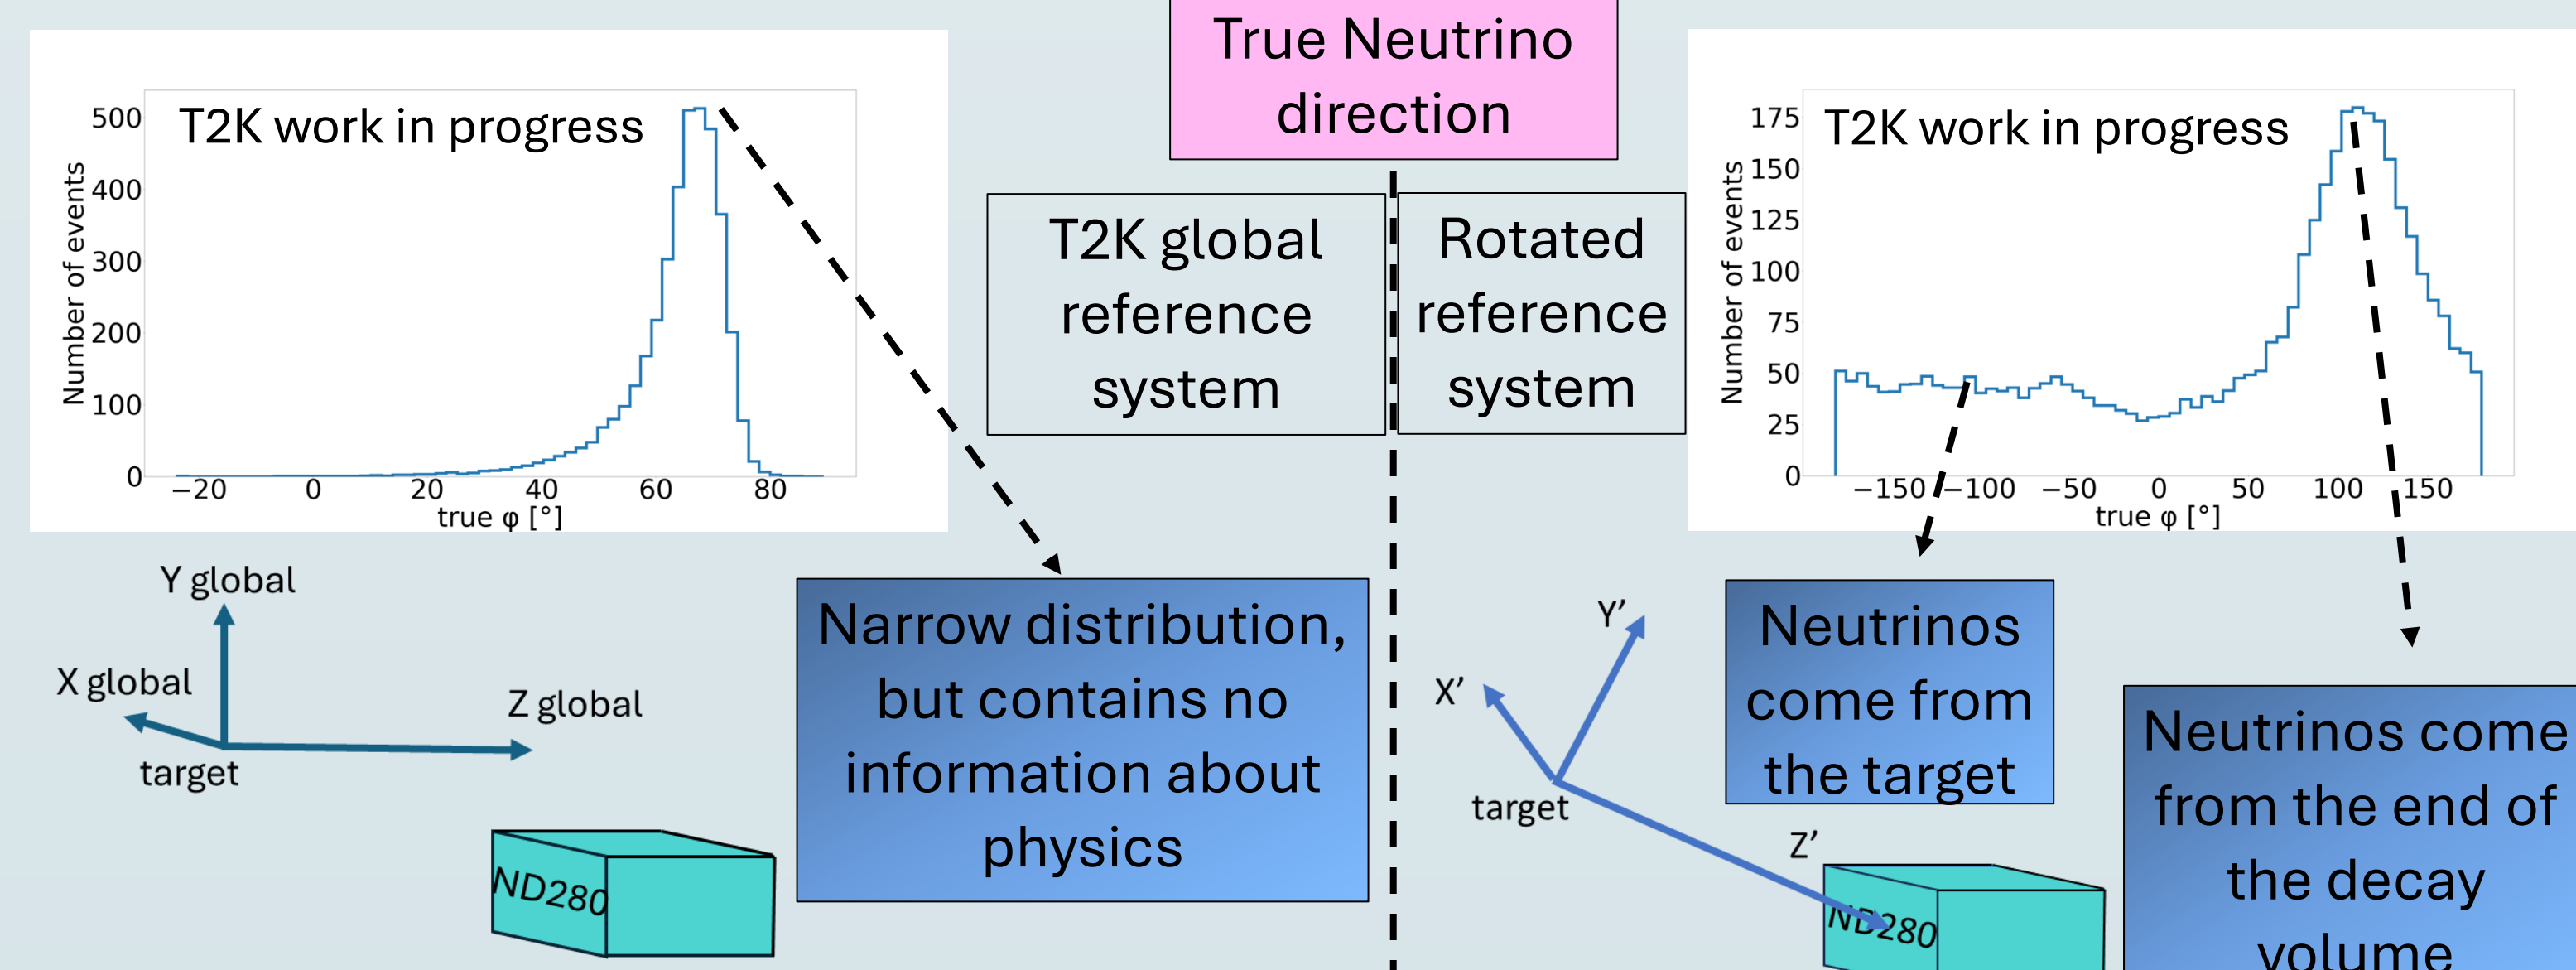 True Neutrino
direction
T2K work in progress
500
400
300
200
100
0
Number of events
−20 0 20 40 60 80
true φ [°]
T2K global
reference
system
Rotated
reference
system
T2K work in progress
175
150
125
100
75
50
25
0
Number of events
−150 −100 −50 0 50 100 150
true φ [°]
Y global
X global
Z global
target
ND280
Narrow distribution,
but contains no
information about
physics
Y’
X’
target
Z’
ND280
Neutrinos
come from
the target
Neutrinos come
from the end of
the decay
volume